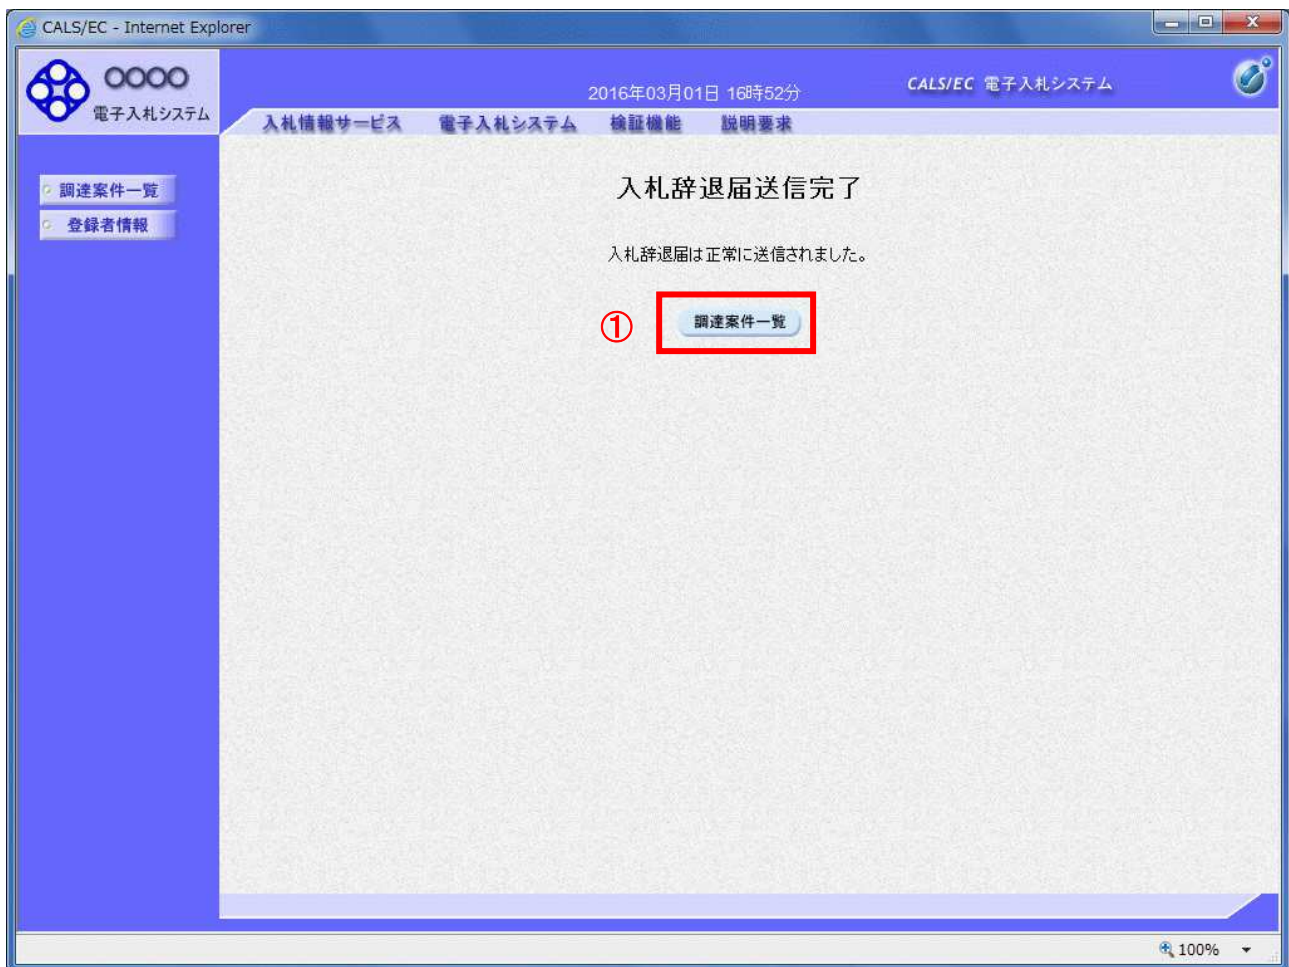 CALS/EC - Internet Explorer
○○○○
電子入札システム
2016年03月01日 16時52分
CALS/EC 電子入札システム
入札情報サービス 電子入札システム 検証機能 説明要求
調達案件一覧
登録者情報
入札辞退届送信完了
入札辞退届は正常に送信されました。
① 調達案件一覧
100%